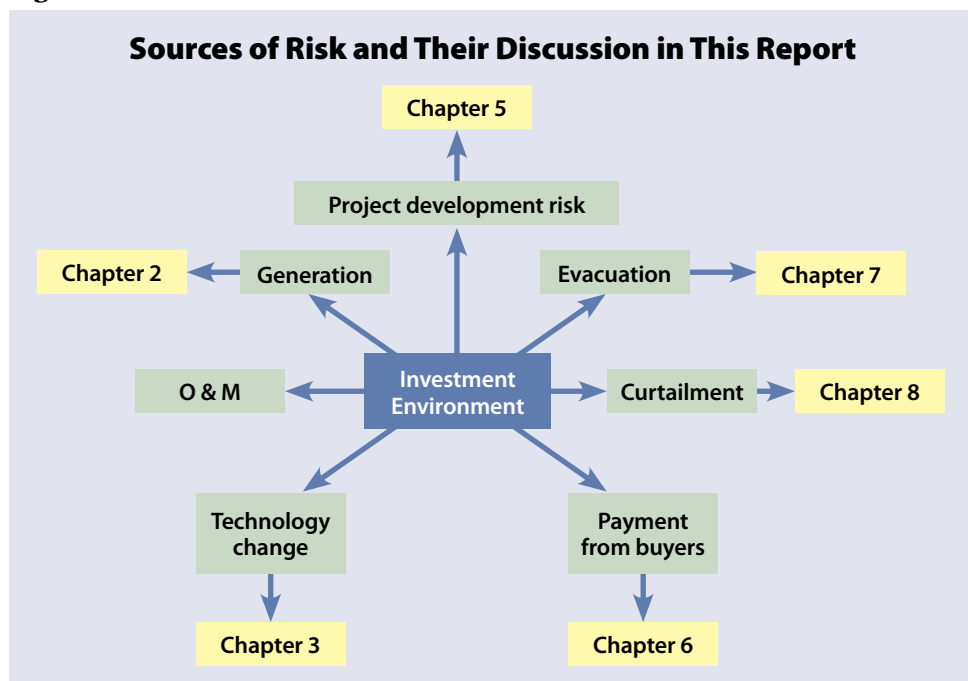 Sources of Risk and Their Discussion in This Report
Chapter 5
Project development risk
Chapter 2
Generation
Evacuation
Chapter 7
O & M
Investment
Environment
Curtailment
Chapter 8
Technology
change
Payment
from buyers
Chapter 3
Chapter 6